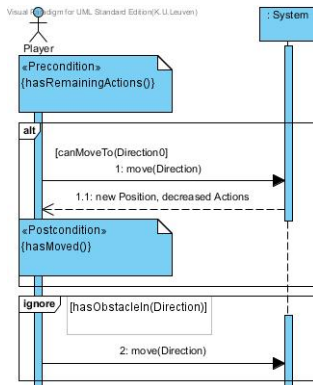 Visual Paradigm for UML Standard Edition(K.U.Leuven)
Player
: System
«Precondition»
{hasRemainingActions()}
alt
[canMoveTo(Direction0]
1: move(Direction)
1.1: new Position, decreased Actions
«Postcondition»
{hasMoved()}
ignore
[hasObstacleIn(Direction)]
2: move(Direction)